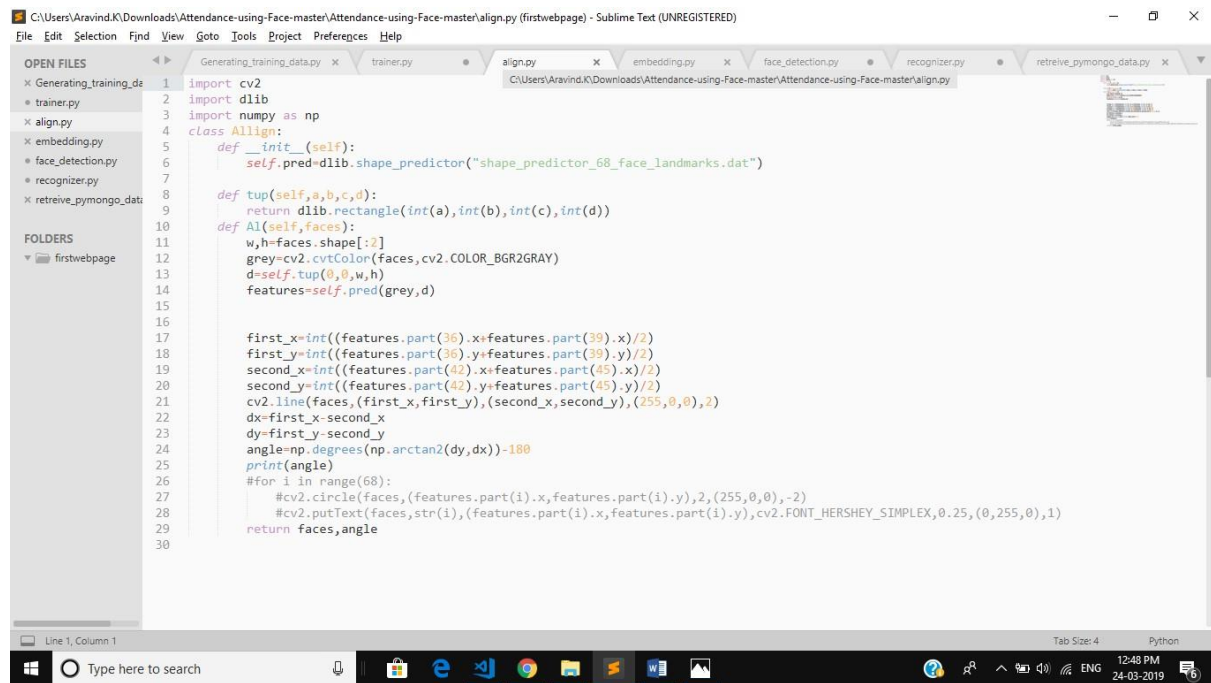 C:\Users\Aravind.K\Downloads\Attendance-using-Face-master\Attendance-using-Face-master\align.py (firstwebpage) - Sublime Text (UNREGISTERED)
File Edit Selection Find View Goto Tools Project Preferences Help
OPEN FILES
Generating_training_da
trainer.py
align.py
embedding.py
face_detection.py
recognizer.py
retreive_pymongo_data
FOLDERS
firstwebpage
Generating_training_data.py trainer.py align.py embedding.py face_detection.py recognizer.py retreive_pymongo_data.py
C:\Users\Aravind.K\Downloads\Attendance-using-Face-master\Attendance-using-Face-master\align.py
1 import cv2
2 import dlib
3 import numpy as np
4 class Allign:
5     def __init__(self):
6         self.pred=dlib.shape_predictor("shape_predictor_68_face_landmarks.dat")
7
8     def tup(self,a,b,c,d):
9         return dlib.rectangle(int(a),int(b),int(c),int(d))
10     def Al(self,faces):
11         w,h=faces.shape[:2]
12         grey=cv2.cvtColor(faces,cv2.COLOR_BGR2GRAY)
13         d=self.tup(0,0,w,h)
14         features=self.pred(grey,d)
15
16
17         first_x=int((features.part(36).x+features.part(39).x)/2)
18         first_y=int((features.part(36).y+features.part(39).y)/2)
19         second_x=int((features.part(42).x+features.part(45).x)/2)
20         second_y=int((features.part(42).y+features.part(45).y)/2)
21         cv2.line(faces,(first_x,first_y),(second_x,second_y),(255,0,0),2)
22         dx=first_x-second_x
23         dy=first_y-second_y
24         angle=np.degrees(np.arctan2(dy,dx))-180
25         print(angle)
26         #for i in range(68):
27             #cv2.circle(faces,(features.part(i).x,features.part(i).y),2,(255,0,0),-2)
28             #cv2.putText(faces,str(i),(features.part(i).x,features.part(i).y),cv2.FONT_HERSHEY_SIMPLEX,0.25,(0,255,0),1)
29         return faces,angle
30
Line 1, Column 1 Tab Size: 4 Python
Type here to search
ENG
12:48 PM
24-03-2019
6